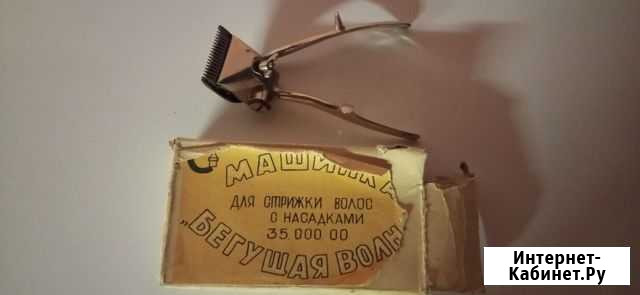 МАШИНКА
ДЛЯ СТРИЖКИ ВОЛОС
С НАСАДКАМИ
35.000.00
„БЕГУЩАЯ ВОЛН
Интернет-
Кабинет.Ру